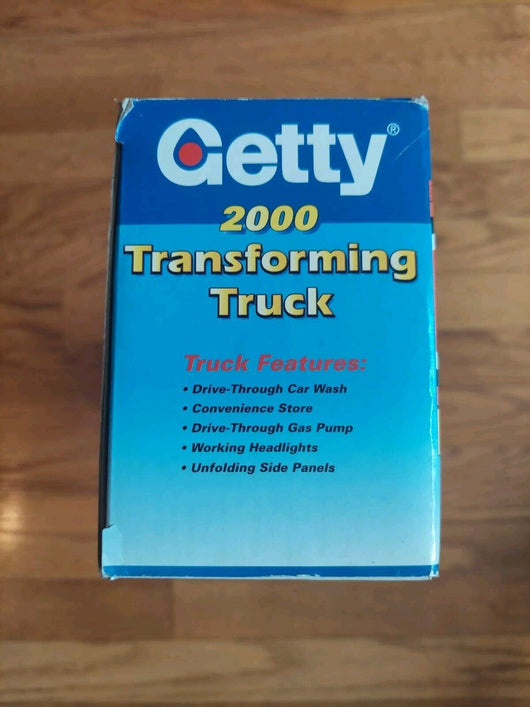 Getty®
2000
Transforming
Truck
Truck Features:
• Drive-Through Car Wash
• Convenience Store
• Drive-Through Gas Pump
• Working Headlights
• Unfolding Side Panels